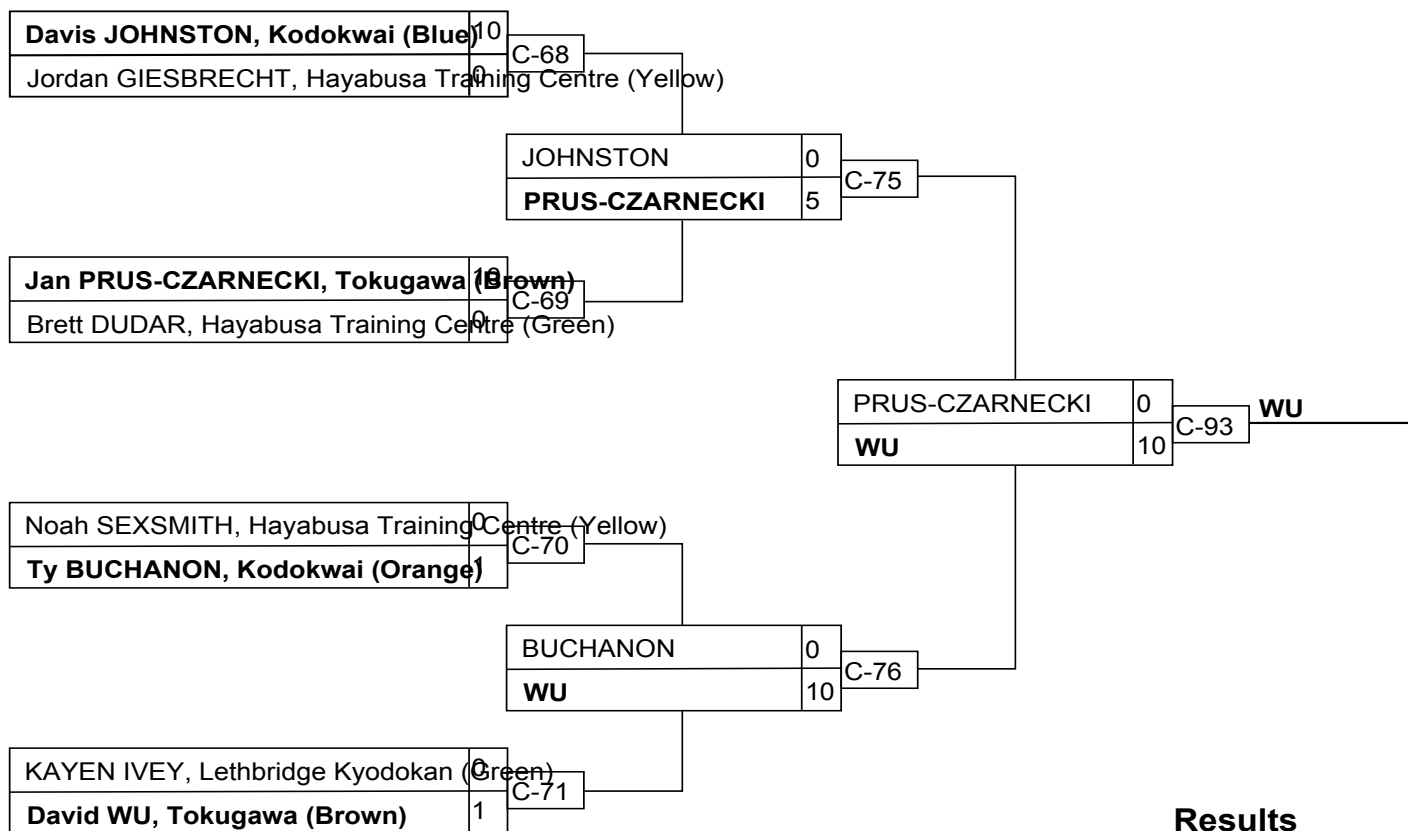 Davis JOHNSTON, Kodokwai (Blue) 10
C-68
Jordan GIESBRECHT, Hayabusa Training Centre (Yellow) 0
JOHNSTON 0
C-75
PRUS-CZARNECKI 5
Jan PRUS-CZARNECKI, Tokugawa (Brown) 10
C-69
Brett DUDAR, Hayabusa Training Centre (Green) 0
PRUS-CZARNECKI 0
C-93
WU
WU 10
Noah SEXSMITH, Hayabusa Training Centre (Yellow) 0
C-70
Ty BUCHANON, Kodokwai (Orange) 1
BUCHANON 0
C-76
WU 10
KAYEN IVEY, Lethbridge Kyodokan (Green) 0
C-71
David WU, Tokugawa (Brown) 1
Results